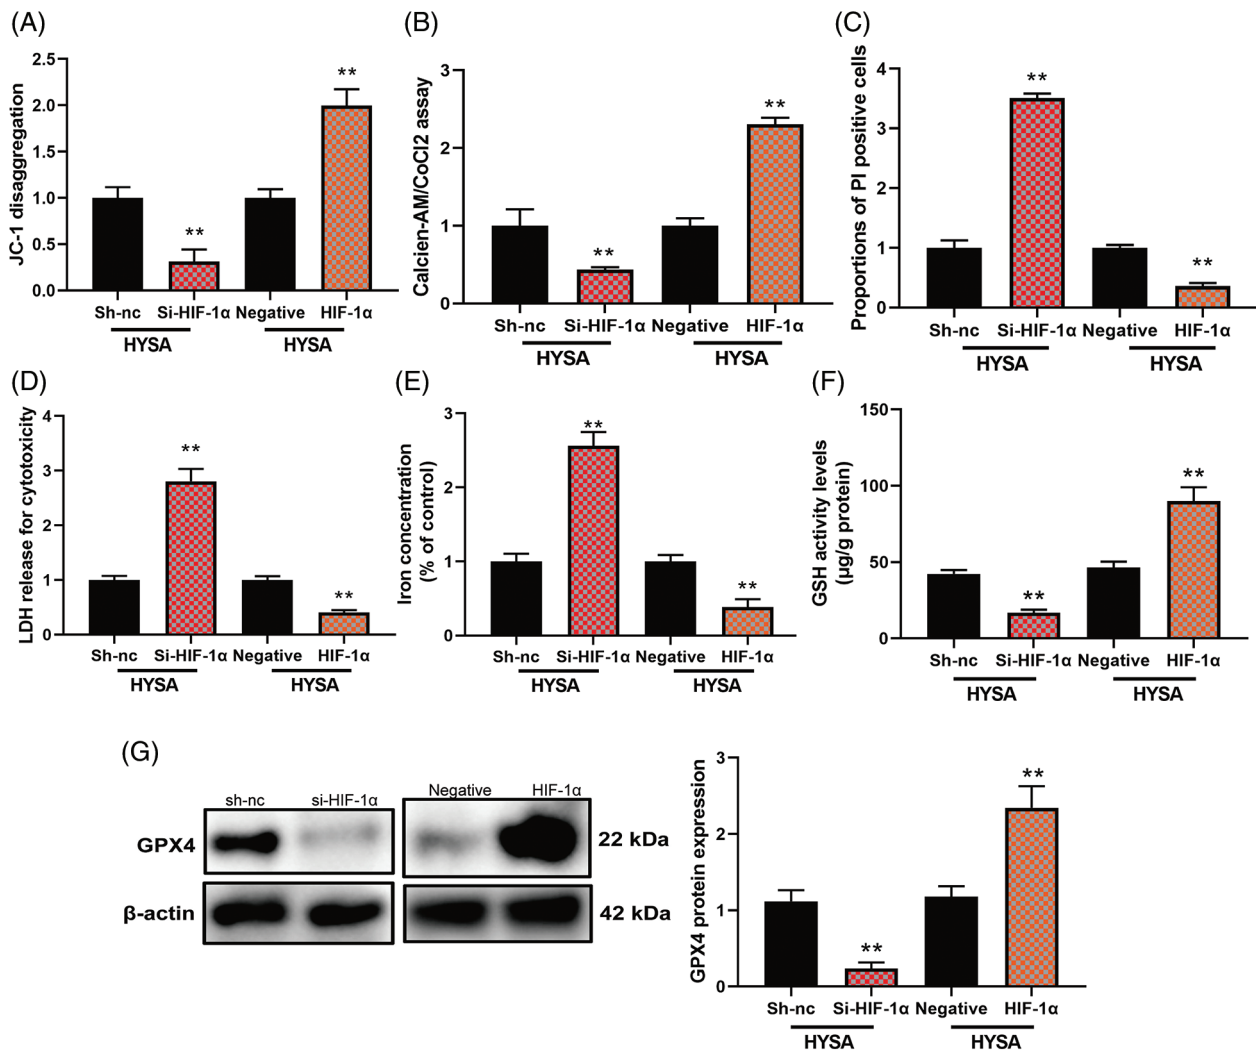 (A)
JC-1 disaggregation
2.5
2.0
1.5
1.0
0.5
0.0
**
**
Sh-nc Si-HIF-1α Negative HIF-1α
HYSA HYSA
(B)
Calcien-AM/CoCl2 assay
3
2
1
0
**
**
Sh-nc Si-HIF-1α Negative HIF-1α
HYSA HYSA
(C)
Proportions of PI positive cells
4
3
2
1
0
**
**
Sh-nc Si-HIF-1α Negative HIF-1α
HYSA HYSA
(D)
LDH release for cytotoxicity
4
3
2
1
0
**
**
Sh-nc Si-HIF-1α Negative HIF-1α
HYSA HYSA
(E)
Iron concentration
(% of control)
3
2
1
0
**
**
Sh-nc Si-HIF-1α Negative HIF-1α
HYSA HYSA
(F)
GSH activity levels
(μg/g protein)
150
100
50
0
**
**
Sh-nc Si-HIF-1α Negative HIF-1α
HYSA HYSA
(G)
sh-nc si-HIF-1α Negative HIF-1α
GPX4 22 kDa
β-actin 42 kDa
GPX4 protein expression
3
2
1
0
**
**
Sh-nc Si-HIF-1α Negative HIF-1α
HYSA HYSA